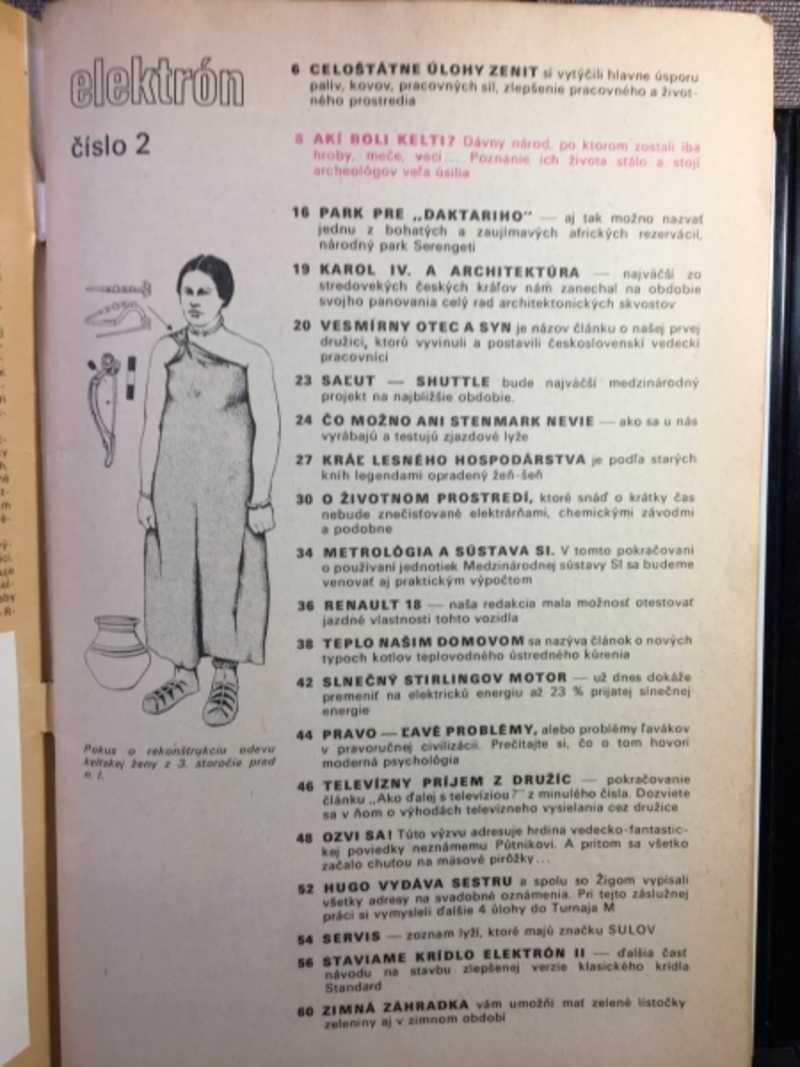 elektrón
číslo 2
6 CELOŠTÁTNE ÚLOHY ZENIT si vytýčili hlavne úsporu
palív, kovov, pracovných síl, zlepšenie pracovného a život-
ného prostredia
8 AKÍ BOLI KELTI? Dávny národ, po ktorom zostali iba
hroby, meče, veci... Poznanie ich života stálo a stojí
archeológov veľa úsilia
16 PARK PRE „DAKTARIHO" — aj tak možno nazvať
jednu z bohatých a zaujímavých afrických rezervácií,
národný park Serengeti
19 KAROL IV. A ARCHITEKTÚRA — najväčší zo
stredovekých českých kráľov nám zanechal na obdobie
svojho panovania celý rad architektonických skvostov
20 VESMÍRNY OTEC A SYN je názov článku o našej prvej
družici, ktorú vyvinuli a postavili československí vedeckí
pracovníci
23 SAĽUT — SHUTTLE bude najväčší medzinárodný
projekt na najbližšie obdobie.
24 ČO MOŽNO ANI STENMARK NEVIE — ako sa u nás
vyrábajú a testujú zjazdové lyže
27 KRÁĽ LESNÉHO HOSPODÁRSTVA je podľa starých
kníh legendami opradený žeň-šeň
30 O ŽIVOTNOM PROSTREDÍ, ktoré snáď o krátky čas
nebude znečisťované elektrárňami, chemickými závodmi
a podobne
34 METROLÓGIA A SÚSTAVA SI. V tomto pokračovaní
o používaní jednotiek Medzinárodnej sústavy SI sa budeme
venovať aj praktickým výpočtom
36 RENAULT 18 — naša redakcia mala možnosť otestovať
jazdné vlastnosti tohto vozidla
38 TEPLO NAŠIM DOMOVOM sa nazýva článok o nových
typoch kotlov teplovodného ústredného kúrenia
42 SLNEČNÝ STIRLINGOV MOTOR — už dnes dokáže
premeniť na elektrickú energiu až 23 % prijatej slnečnej
energie
44 PRAVO — ĽAVÉ PROBLÉMY, alebo problémy ľavákov
v pravoručnej civilizácii. Prečítajte si, čo o tom hovorí
moderná psychológia
46 TELEVÍZNY PRÍJEM Z DRUŽÍC — pokračovanie
článku „Ako ďalej s televíziou?" z minulého čísla. Dozviete
sa v ňom o výhodách televízneho vysielania cez družice
48 OZVI SA! Túto výzvu adresuje hrdina vedecko-fantastic-
kej poviedky neznámemu Pútnikovi. A pritom sa všetko
začalo chuťou na mäsové pirôžky...
52 HUGO VYDÁVA SESTRU a spolu so Žigom vypísali
všetky adresy na svadobné oznámenia. Pri tejto záslužnej
práci si vymysleli ďalšie 4 úlohy do Turnaja M
54 SERVIS — zoznam lyží, ktoré majú značku SULOV
56 STAVIAME KRÍDLO ELEKTRÓN II — ďalšia časť
návodu na stavbu zlepšenej verzie klasického krídla
Standard
60 ZIMNÁ ZÁHRADKA vám umožní mať zelené lístočky
zeleniny aj v zimnom období
Pokus o rekonštrukciu odevu
keltskej ženy z 3. storočia pred
n. l.